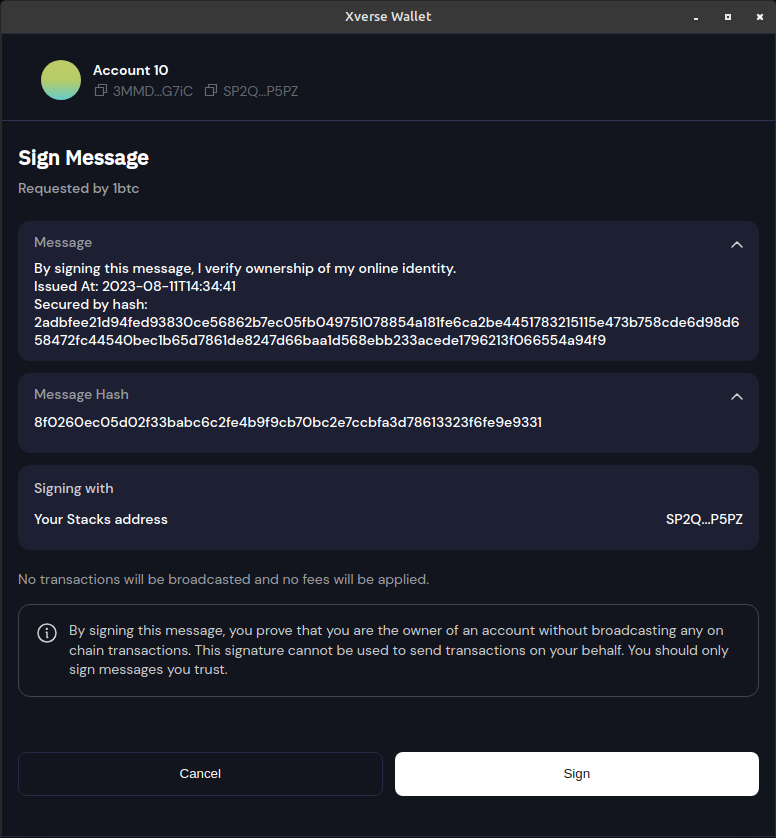 Xverse Wallet
Account 10
3MMD...G7iC SP2Q...P5PZ
Sign Message
Requested by 1btc
Message
By signing this message, I verify ownership of my online identity.
Issued At: 2023-08-11T14:34:41
Secured by hash:
2adbfee21d94fed93830ce56862b7ec05fb049751078854a181fe6ca2be4451783215115e473b758cde6d98d6
58472fc44540bec1b65d7861de8247d66baa1d568ebb233acede1796213f066554a94f9
Message Hash
8f0260ec05d02f33babc6c2fe4b9f9cb70bc2e7ccbfa3d78613323f6fe9e9331
Signing with
Your Stacks address SP2Q...P5PZ
No transactions will be broadcasted and no fees will be applied.
By signing this message, you prove that you are the owner of an account without broadcasting any on
chain transactions. This signature cannot be used to send transactions on your behalf. You should only
sign messages you trust.
Cancel Sign